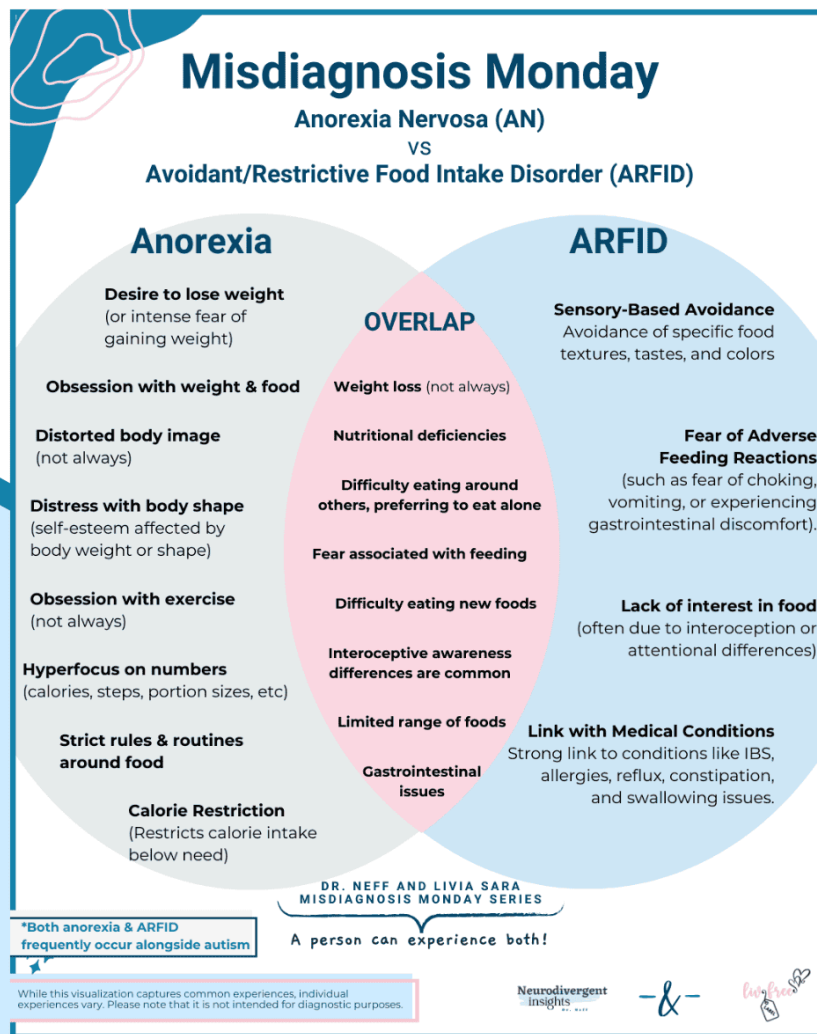 Misdiagnosis Monday
Anorexia Nervosa (AN)
vs
Avoidant/Restrictive Food Intake Disorder (ARFID)
Anorexia
Desire to lose weight
(or intense fear of
gaining weight)
Obsession with weight & food
Distorted body image
(not always)
Distress with body shape
(self-esteem affected by
body weight or shape)
Obsession with exercise
(not always)
Hyperfocus on numbers
(calories, steps, portion sizes, etc)
Strict rules & routines
around food
Calorie Restriction
(Restricts calorie intake
below need)
OVERLAP
Weight loss (not always)
Nutritional deficiencies
Difficulty eating around
others, preferring to eat alone
Fear associated with feeding
Difficulty eating new foods
Interoceptive awareness
differences are common
Limited range of foods
Gastrointestinal
issues
ARFID
Sensory-Based Avoidance
Avoidance of specific food
textures, tastes, and colors
Fear of Adverse
Feeding Reactions
(such as fear of choking,
vomiting, or experiencing
gastrointestinal discomfort).
Lack of interest in food
(often due to interoception or
attentional differences)
Link with Medical Conditions
Strong link to conditions like IBS,
allergies, reflux, constipation,
and swallowing issues.
DR. NEFF AND LIVIA SARA
MISDIAGNOSIS MONDAY SERIES
A person can experience both!
*Both anorexia & ARFID
frequently occur alongside autism
While this visualization captures common experiences, individual
experiences vary. Please note that it is not intended for diagnostic purposes.
Neurodivergent
insights
DR. NEFF
-&-